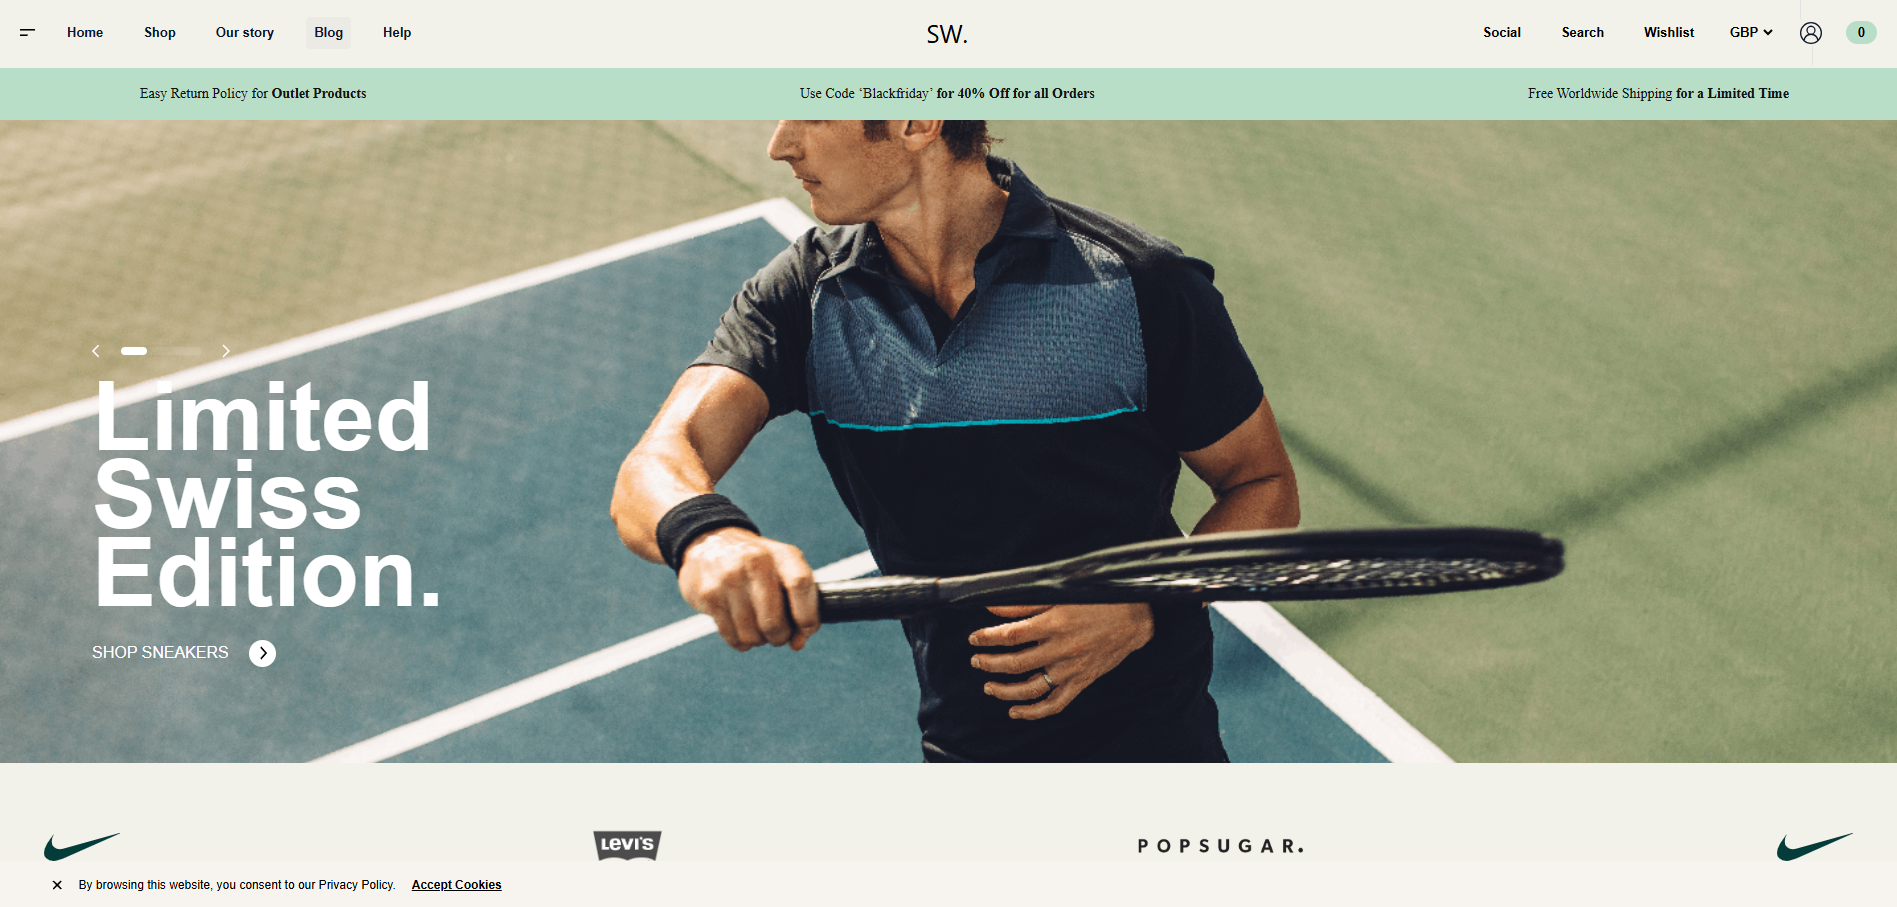 Home Shop Our story Blog Help SW. Social Search Wishlist GBP 0
Easy Return Policy for Outlet Products Use Code ‘Blackfriday’ for 40% Off for all Orders Free Worldwide Shipping for a Limited Time
Limited
Swiss
Edition.
SHOP SNEAKERS
LEVI'S POPSUGAR.
By browsing this website, you consent to our Privacy Policy. Accept Cookies